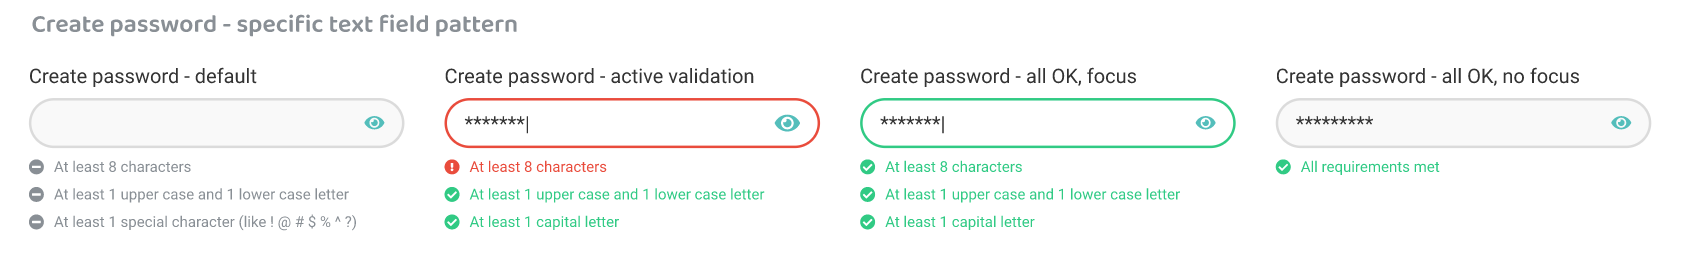 Create password - specific text field pattern
Create password - default
At least 8 characters
At least 1 upper case and 1 lower case letter
At least 1 special character (like ! @ # $ % ^ ?)
Create password - active validation
*******|
At least 8 characters
At least 1 upper case and 1 lower case letter
At least 1 capital letter
Create password - all OK, focus
*******|
At least 8 characters
At least 1 upper case and 1 lower case letter
At least 1 capital letter
Create password - all OK, no focus
*********
All requirements met